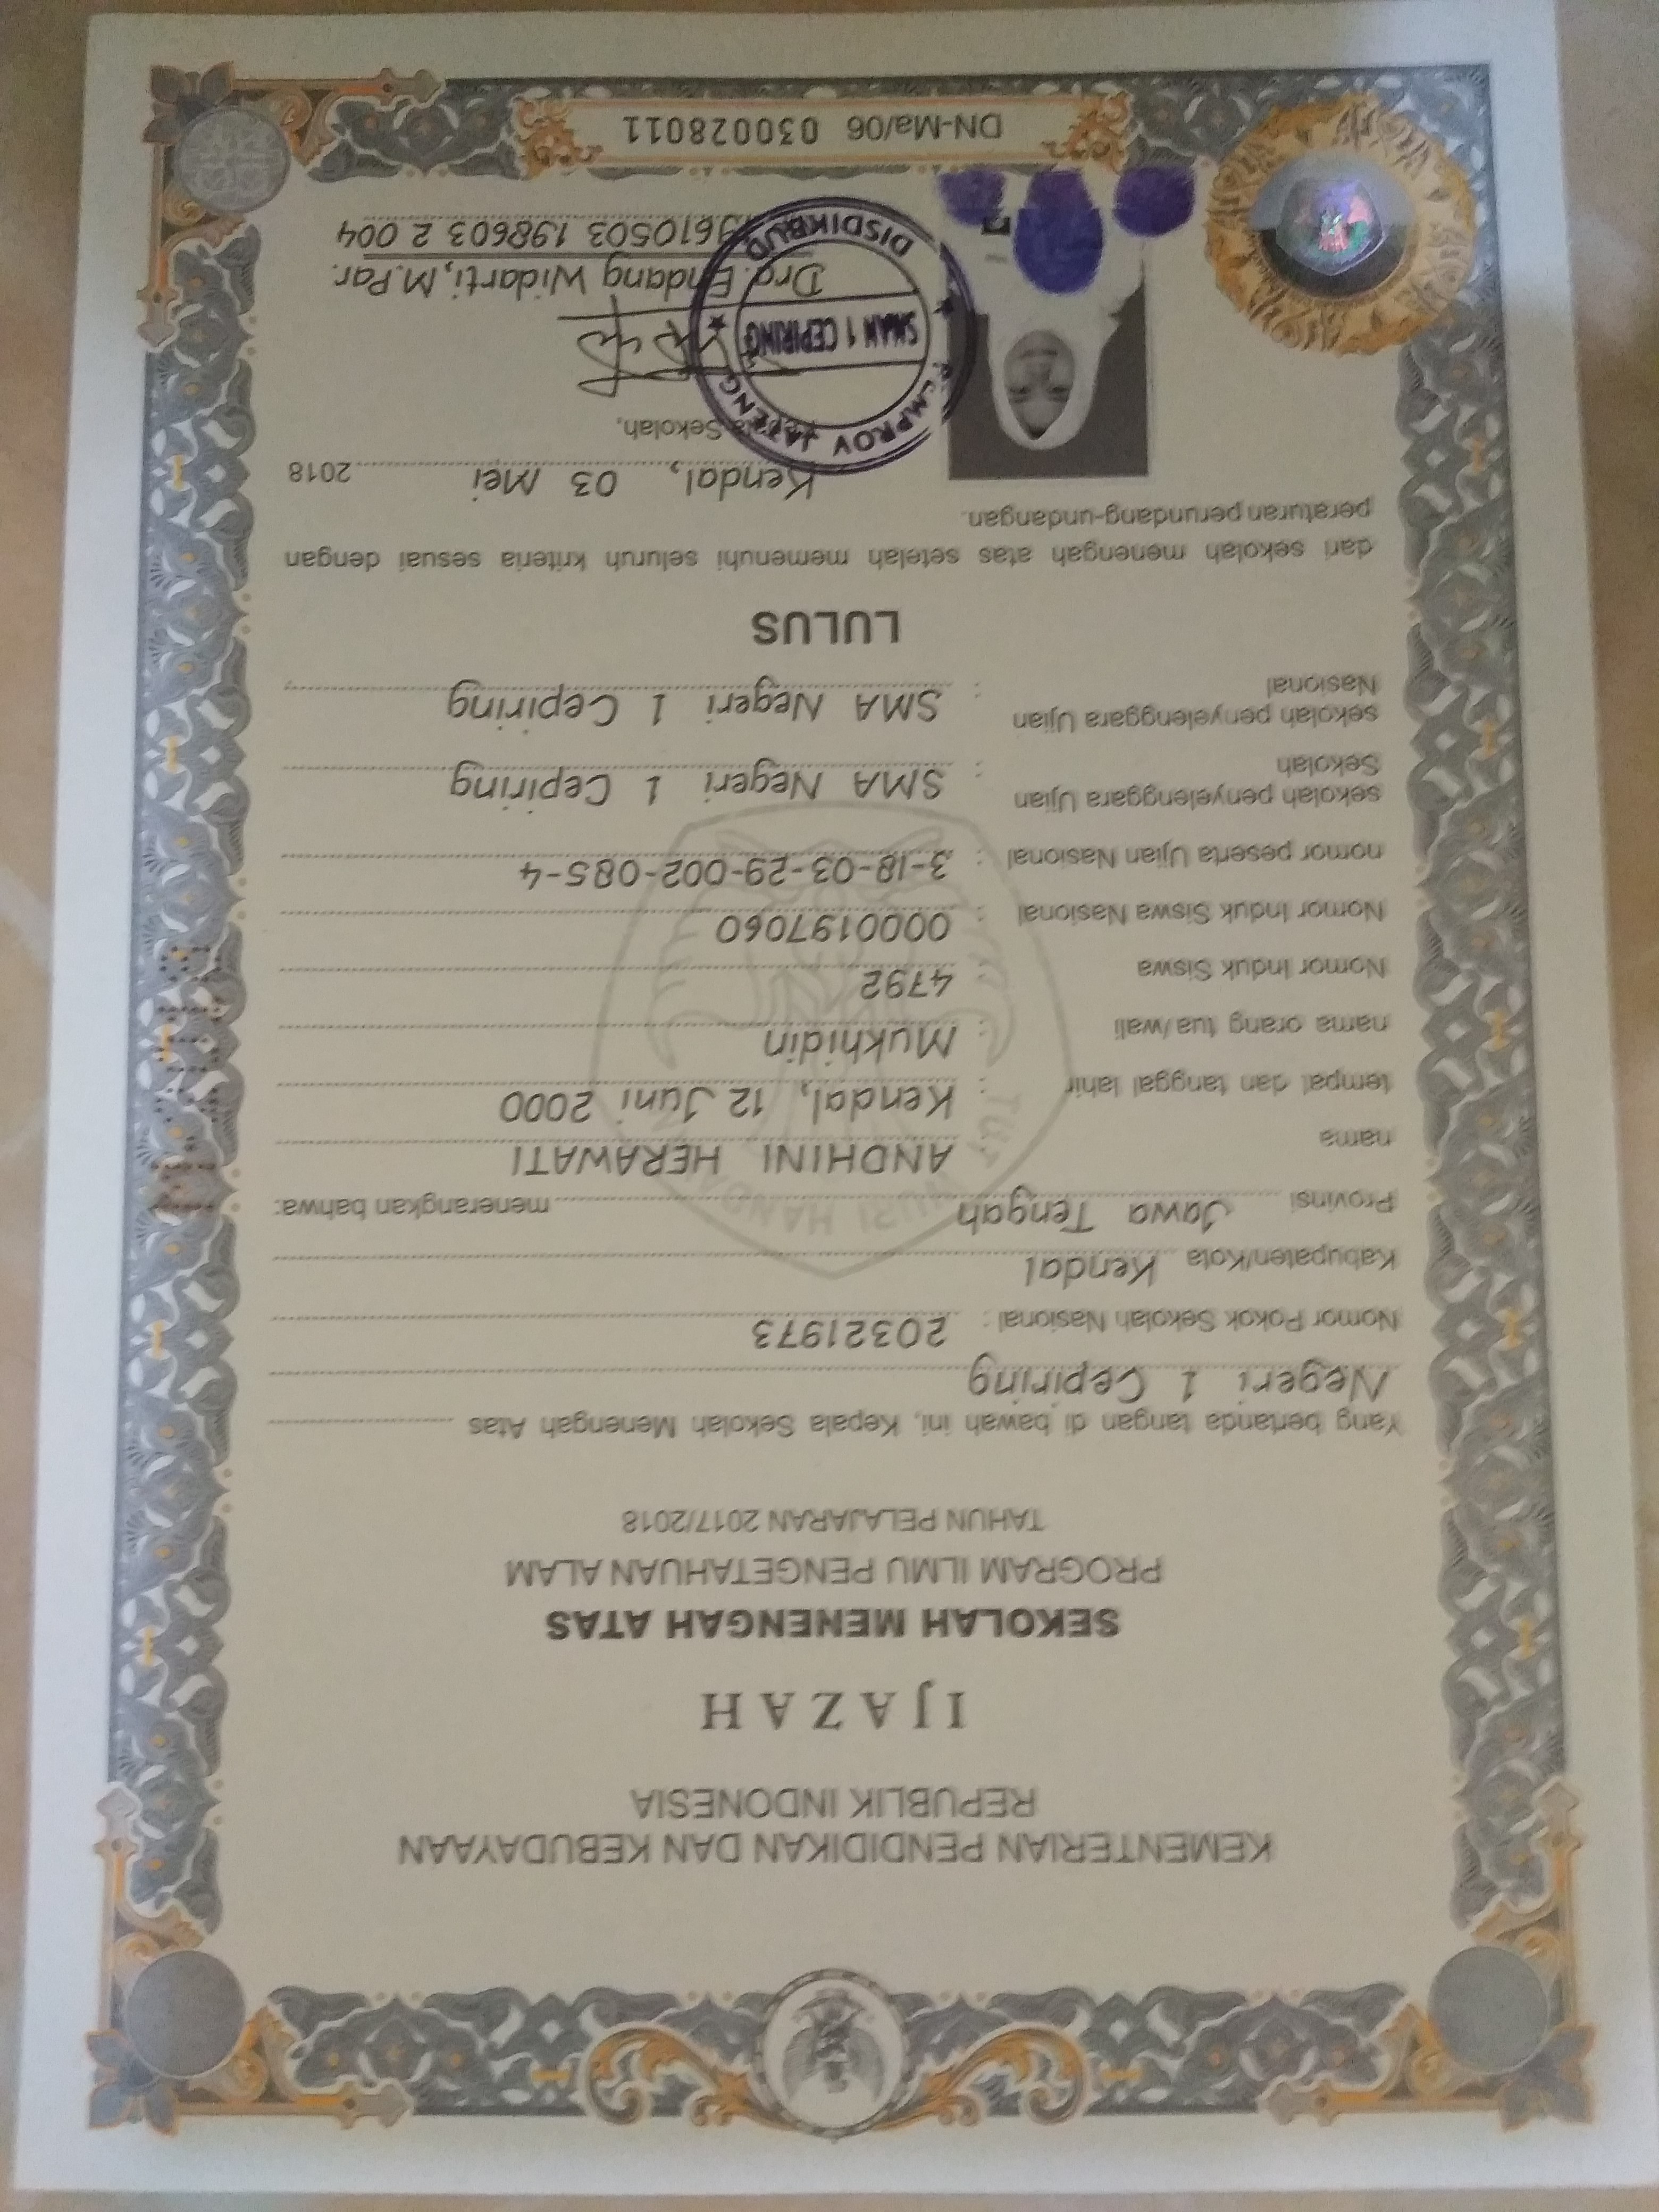 KEMENTERIAN PENDIDIKAN DAN KEBUDAYAAN
REPUBLIK INDONESIA
IJAZAH
SEKOLAH MENENGAH ATAS
PROGRAM ILMU PENGETAHUAN ALAM
TAHUN PELAJARAN 2017/2018
Yang bertanda tangan di bawah ini, Kepala Sekolah Menengah Atas
Negeri 1 Cepiring
Nomor Pokok Sekolah Nasional : 20321973
Kabupaten/Kota Kendal
Provinsi Jawa Tengah menerangkan bahwa:
nama : ANDHINI HERAWATI
tempat dan tanggal lahir : Kendal, 12 Juni 2000
nama orang tua/wali : Mukhidin
Nomor Induk Siswa : 4792
Nomor Induk Siswa Nasional : 0000197060
nomor peserta Ujian Nasional : 3-18-03-29-002-085-4
sekolah penyelenggara Ujian
Sekolah : SMA Negeri 1 Cepiring
sekolah penyelenggara Ujian
Nasional : SMA Negeri 1 Cepiring
LULUS
dari sekolah menengah atas setelah memenuhi seluruh kriteria sesuai dengan
peraturan perundang-undangan.
Kendal, 03 Mei 2018
Kepala Sekolah,
PEMPROV JATENG
SMAN 1 CEPIRING
DISDIKBUD
Dra. Endang Widarti, M.Par.
19610503 198603 2 004
DN-Ma/06 030028011
TUT WURI HANDAYANI